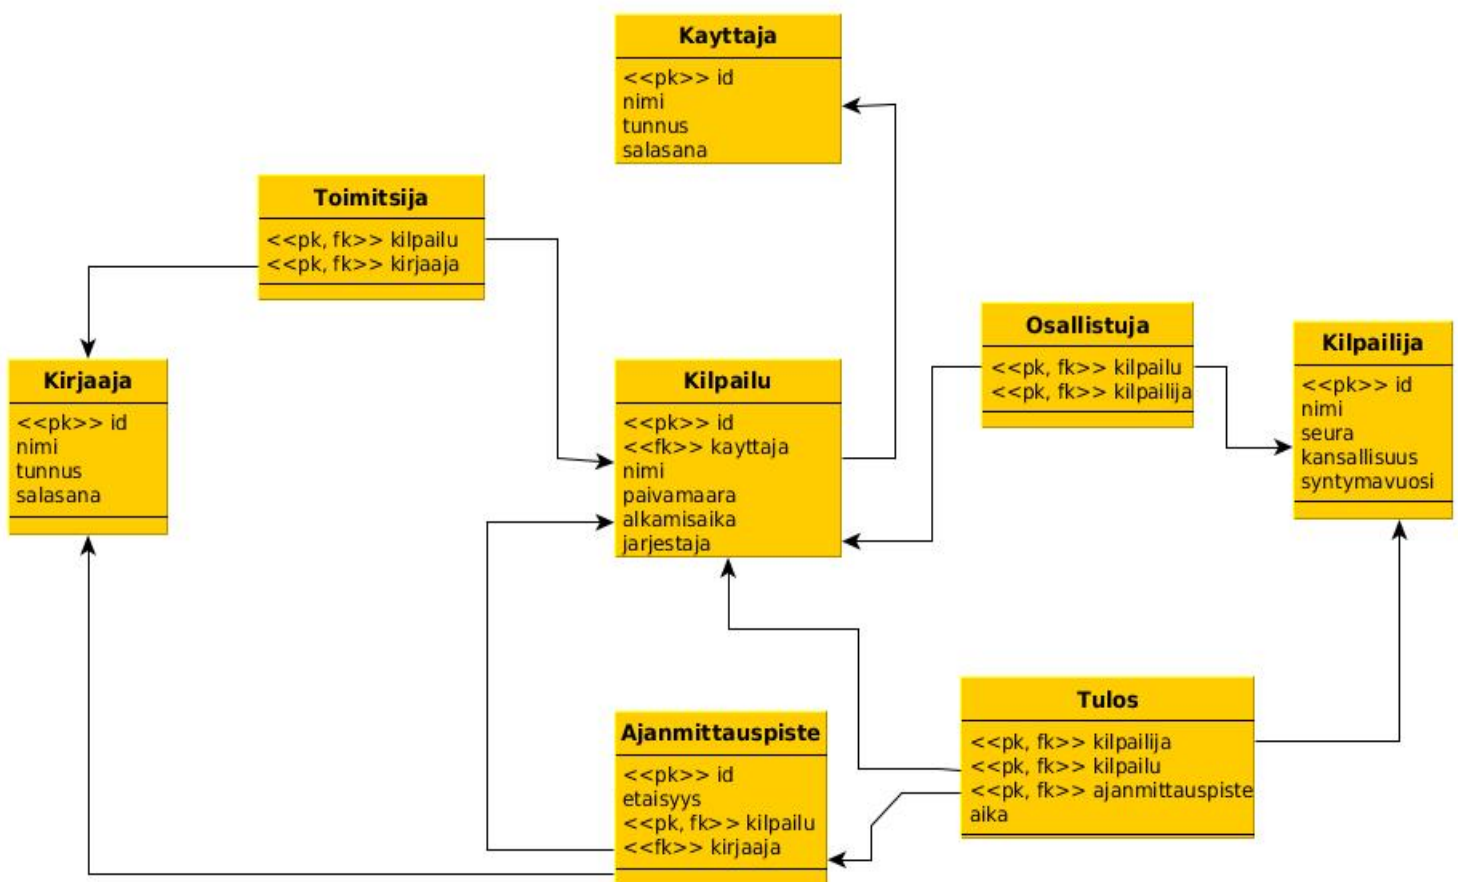 Kayttaja
<<pk>> id
nimi
tunnus
salasana
Toimitsija
<<pk, fk>> kilpailu
<<pk, fk>> kirjaaja
Kirjaaja
<<pk>> id
nimi
tunnus
salasana
Kilpailu
<<pk>> id
<<fk>> kayttaja
nimi
paivamaara
alkamisaika
jarjestaja
Osallistuja
<<pk, fk>> kilpailu
<<pk, fk>> kilpailija
Kilpailija
<<pk>> id
nimi
seura
kansallisuus
syntymavuosi
Ajanmittauspiste
<<pk>> id
etaisyys
<<pk, fk>> kilpailu
<<fk>> kirjaaja
Tulos
<<pk, fk>> kilpailija
<<pk, fk>> kilpailu
<<pk, fk>> ajanmittauspiste
aika